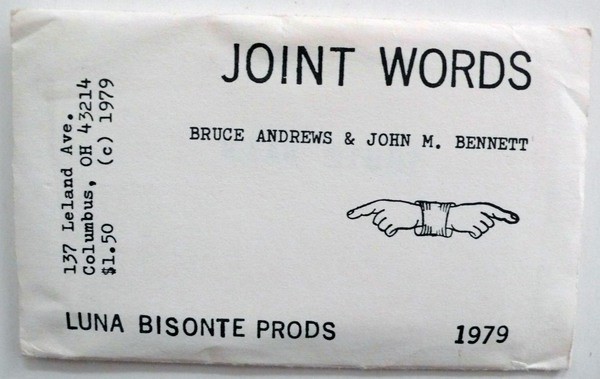 JOINT WORDS
BRUCE ANDREWS & JOHN M. BENNETT
137 Leland Ave.
Columbus, OH 43214
$1.50 (c) 1979
LUNA BISONTE PRODS
1979